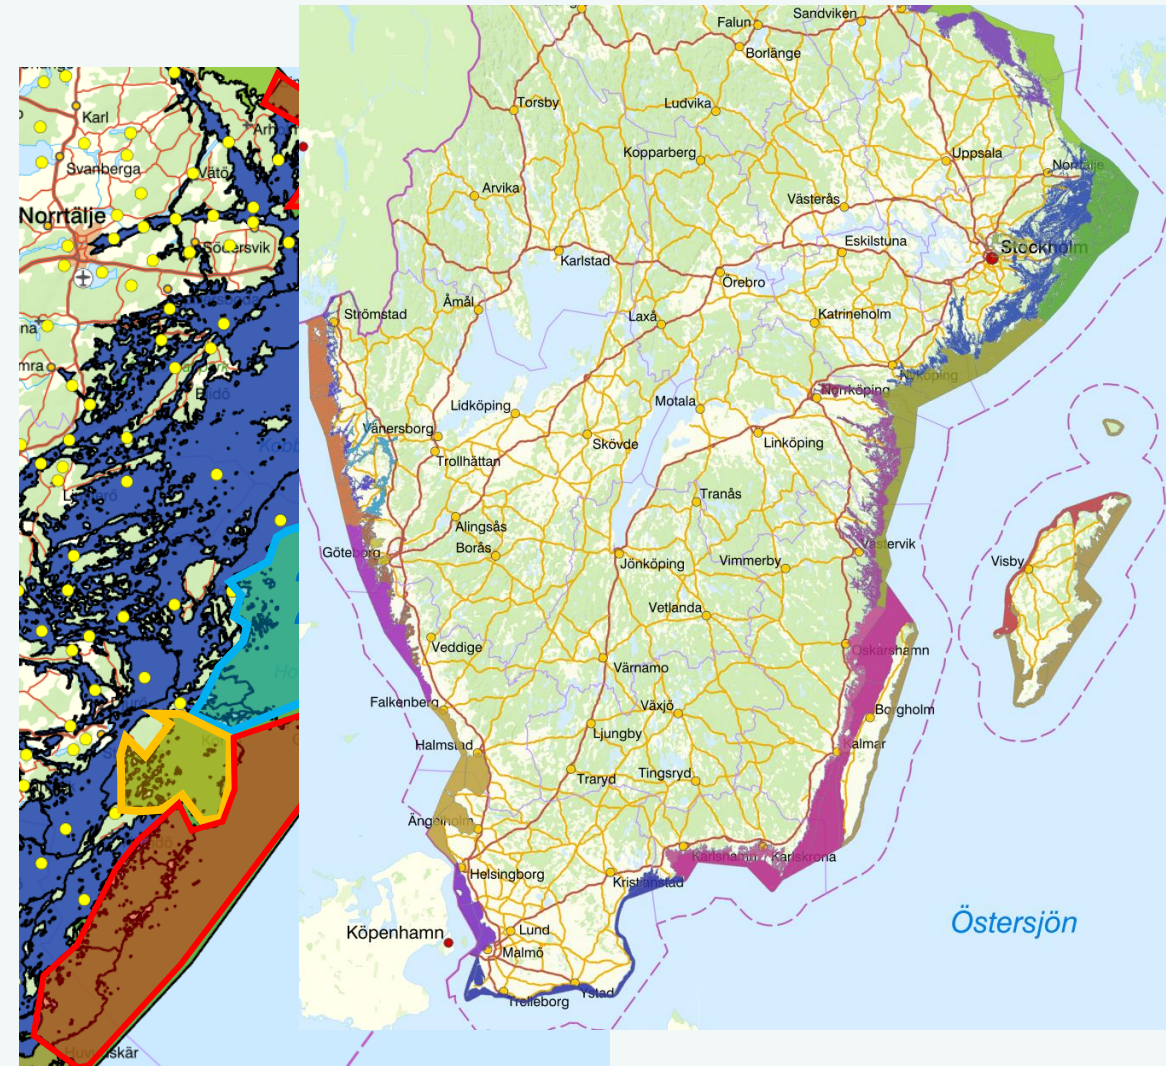 Karl
Svanberga
Vätö
Norrtälje
Södersvik
Huvudskär
Falun
Sandviken
Borlänge
Torsby
Ludvika
Kopparberg
Uppsala
Norrtälje
Arvika
Västerås
Eskilstuna
Stockholm
Karlstad
Örebro
Åmål
Strömstad
Laxå
Katrineholm
Nyköping
Norrköping
Lidköping
Motala
Vänersborg
Skövde
Linköping
Trollhättan
Tranås
Alingsås
Göteborg
Borås
Jönköping
Vimmerby
Västervik
Visby
Vetlanda
Veddige
Värnamo
Oskarshamn
Falkenberg
Växjö
Borgholm
Ljungby
Halmstad
Kalmar
Traryd
Tingsryd
Ängelholm
Karlshamn
Karlskrona
Helsingborg
Kristianstad
Östersjön
Köpenhamn
Lund
Malmö
Trelleborg
Ystad